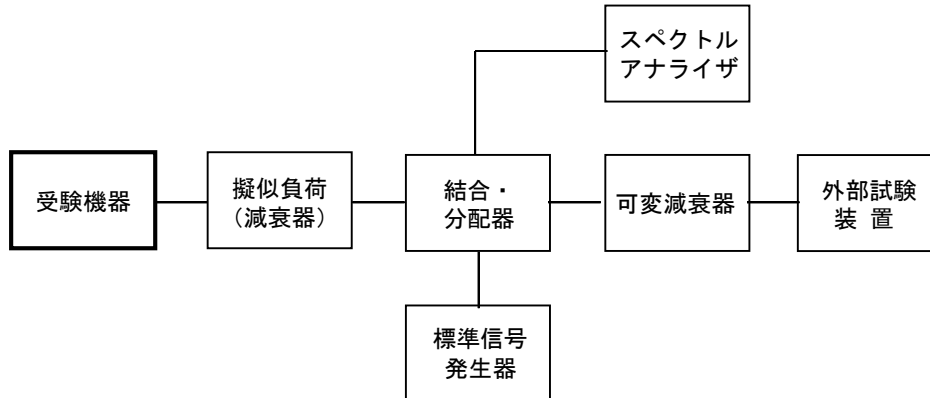 スペクトル
アナライザ
受験機器
擬似負荷
（減衰器）
結合・
分配器
可変減衰器
外部試験
装 置
標準信号
発生器